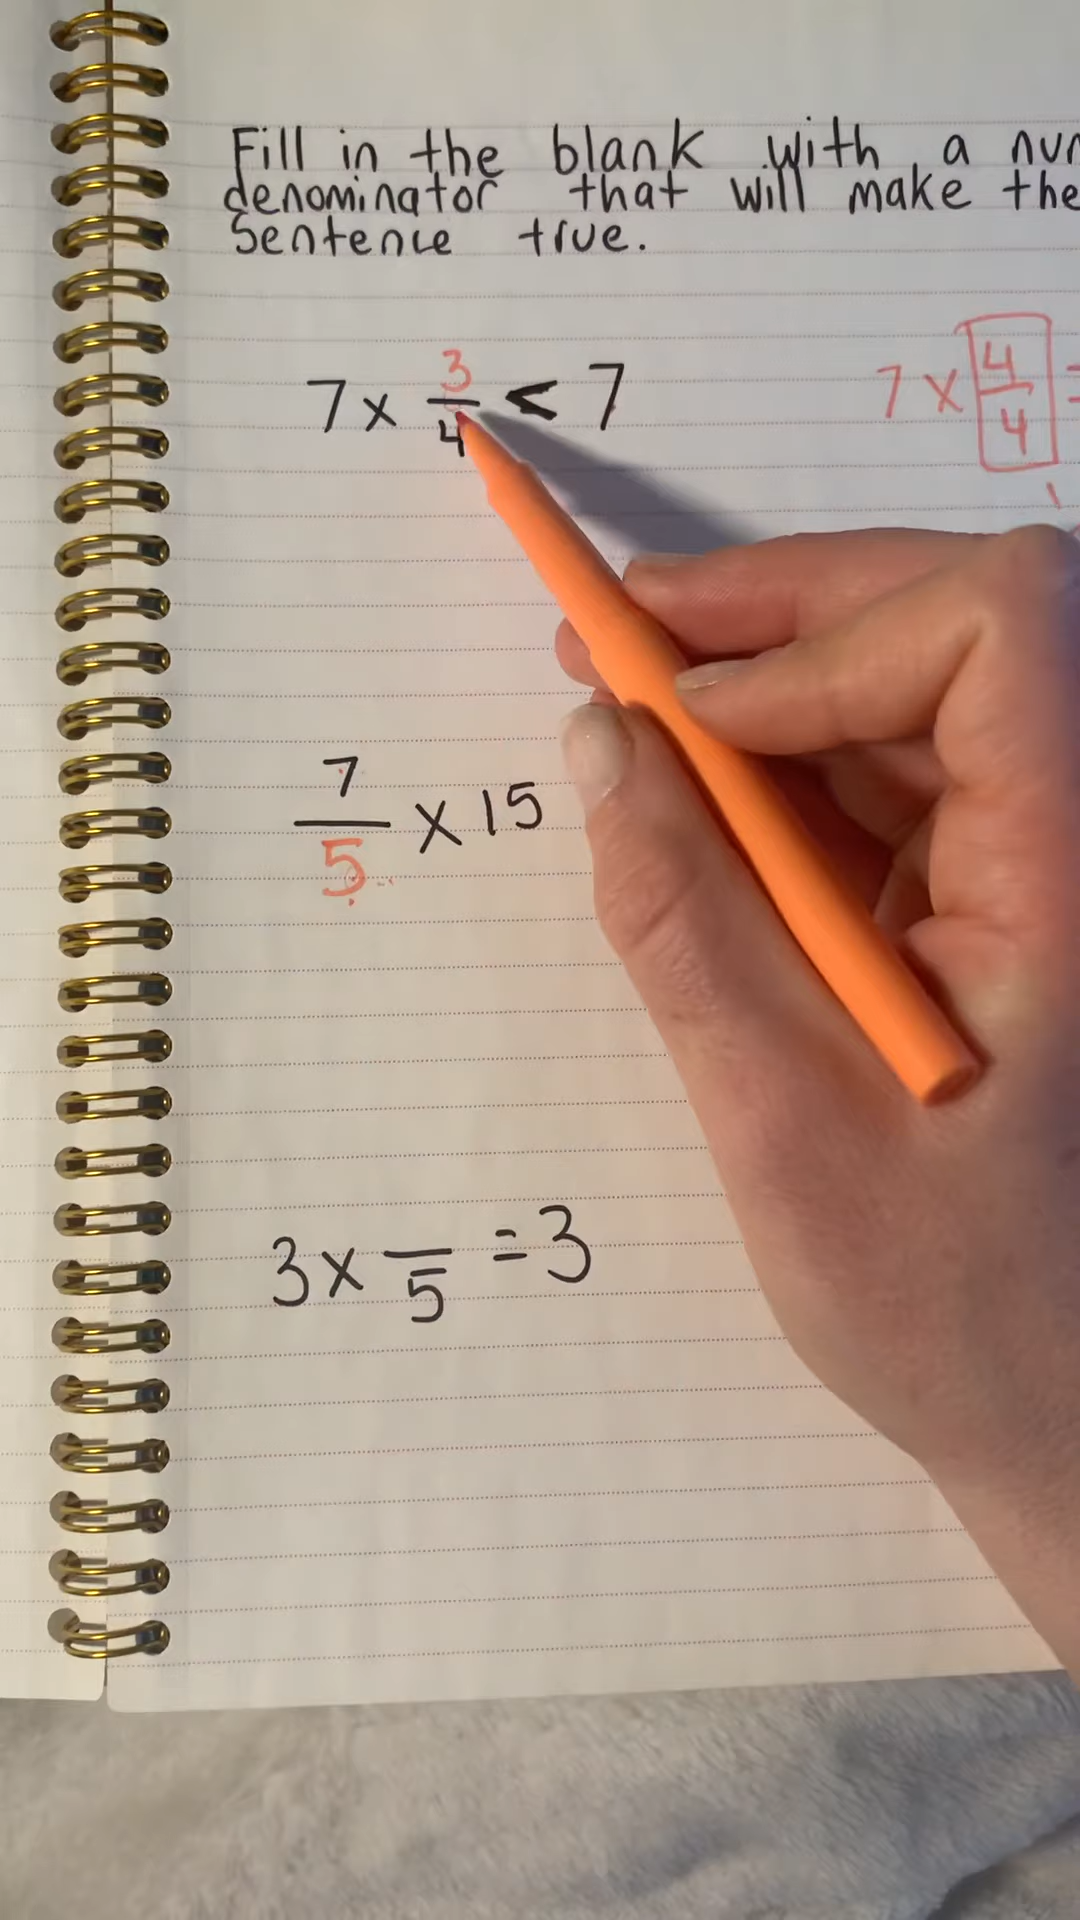 Fill in the blank with a
denominator that will make the
Sentence true.
7 x 3/4 < 7
7 x 4/4
7/5 x 15
3 x _/5 = 3